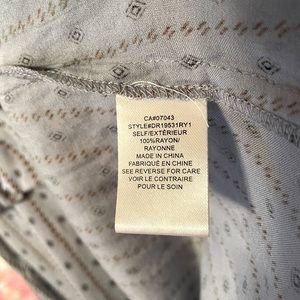 CA#07043
STYLE#DR19531RY1
SELF/EXTÉRIEUR
100%RAYON/
RAYONNE
MADE IN CHINA
FABRIQUÉ EN CHINE
SEE REVERSE FOR CARE
VOIR LE CONTRAIRE
POUR LE SOIN